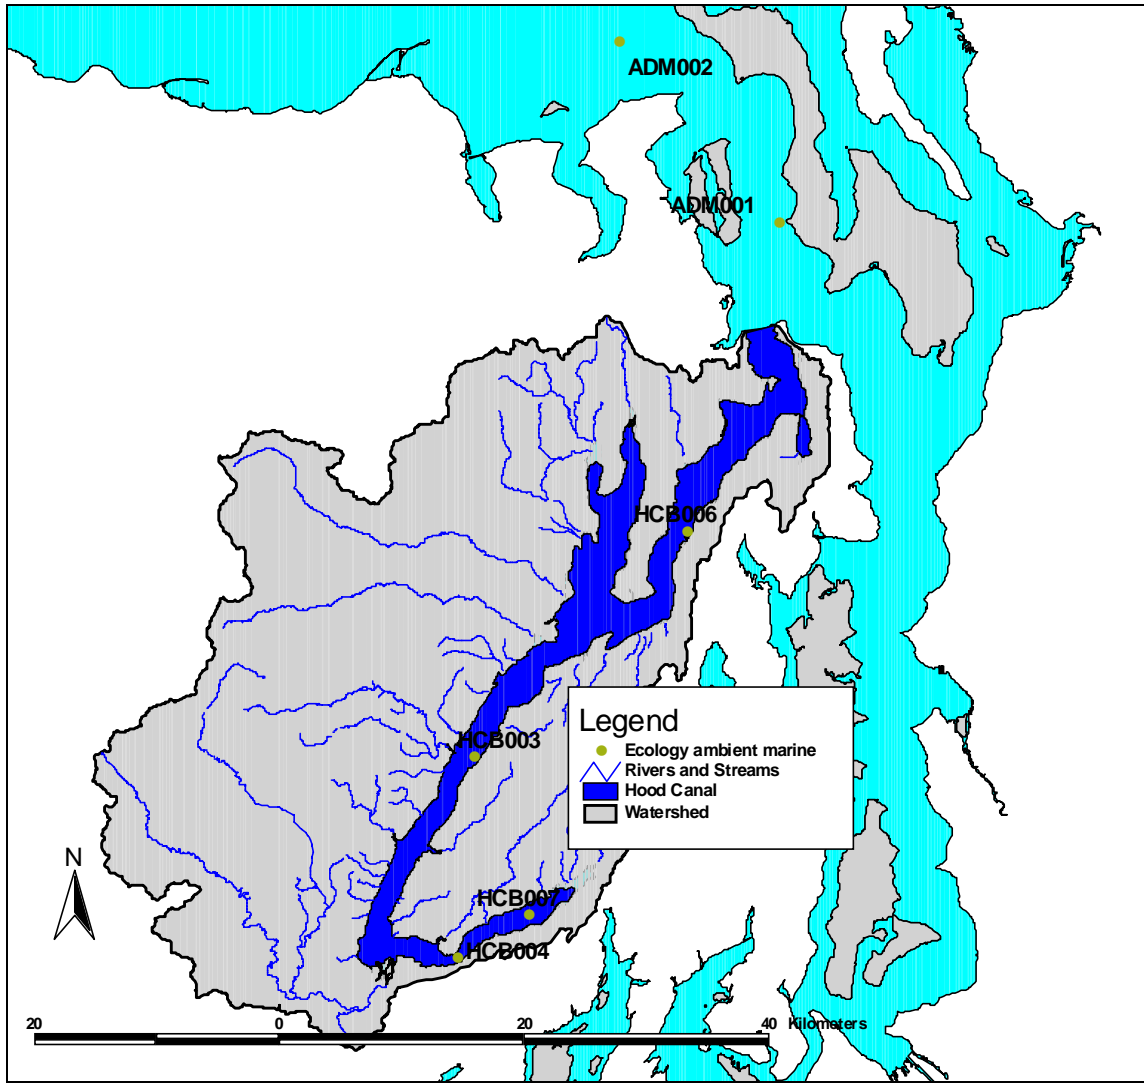 ADM002
ADM001
HCB006
HCB003
Legend
Ecology ambient marine
Rivers and Streams
Hood Canal
Watershed
N
HCB007
HCB004
20 0 20 40 Kilometers